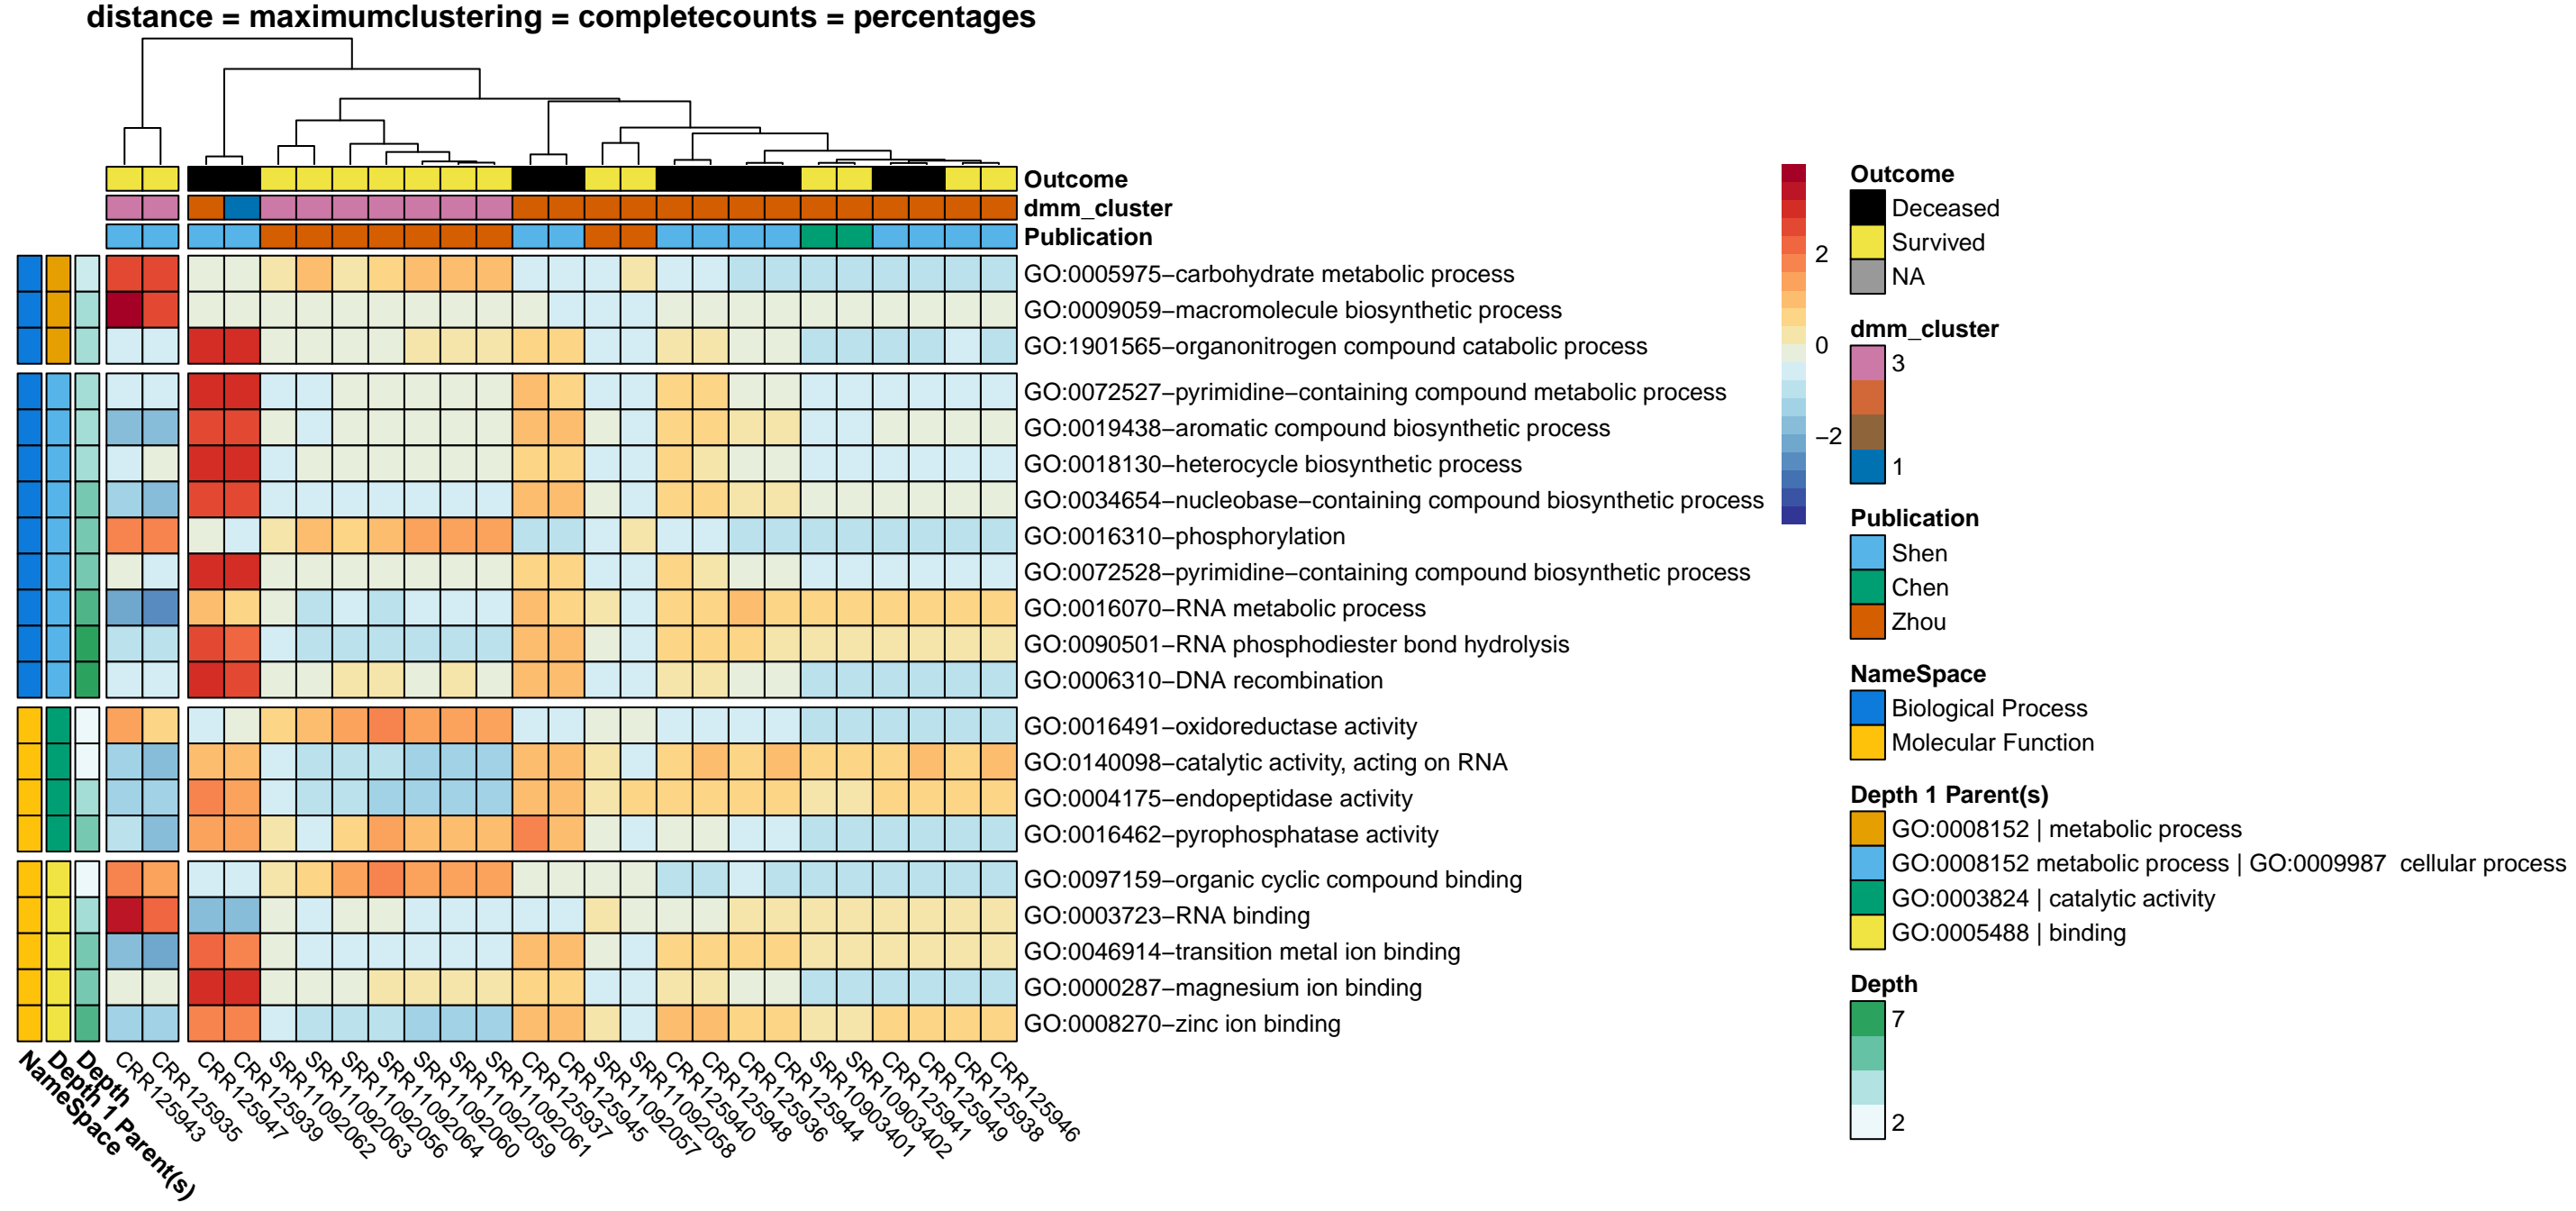 distance = maximumclustering = completecounts = percentages
Outcome
dmm_cluster
Publication
GO:0005975−carbohydrate metabolic process
GO:0009059−macromolecule biosynthetic process
GO:1901565−organonitrogen compound catabolic process
GO:0072527−pyrimidine−containing compound metabolic process
GO:0019438−aromatic compound biosynthetic process
GO:0018130−heterocycle biosynthetic process
GO:0034654−nucleobase−containing compound biosynthetic process
GO:0016310−phosphorylation
GO:0072528−pyrimidine−containing compound biosynthetic process
GO:0016070−RNA metabolic process
GO:0090501−RNA phosphodiester bond hydrolysis
GO:0006310−DNA recombination
GO:0016491−oxidoreductase activity
GO:0140098−catalytic activity, acting on RNA
GO:0004175−endopeptidase activity
GO:0016462−pyrophosphatase activity
GO:0097159−organic cyclic compound binding
GO:0003723−RNA binding
GO:0046914−transition metal ion binding
GO:0000287−magnesium ion binding
GO:0008270−zinc ion binding
NameSpace
Depth 1 Parent(s)
Depth
CRR125943
CRR125935
CRR125947
CRR125939
SRR11092062
SRR11092063
SRR11092056
SRR11092064
SRR11092060
SRR11092059
SRR11092061
CRR125937
CRR125945
SRR11092057
SRR11092058
CRR125940
CRR125948
CRR125936
CRR125944
SRR10903401
SRR10903402
CRR125941
CRR125949
CRR125938
CRR125946
2
0
−2
Outcome
Deceased
Survived
NA
dmm_cluster
3
1
Publication
Shen
Chen
Zhou
NameSpace
Biological Process
Molecular Function
Depth 1 Parent(s)
GO:0008152 | metabolic process
GO:0008152 metabolic process | GO:0009987  cellular process
GO:0003824 | catalytic activity
GO:0005488 | binding
Depth
7
2